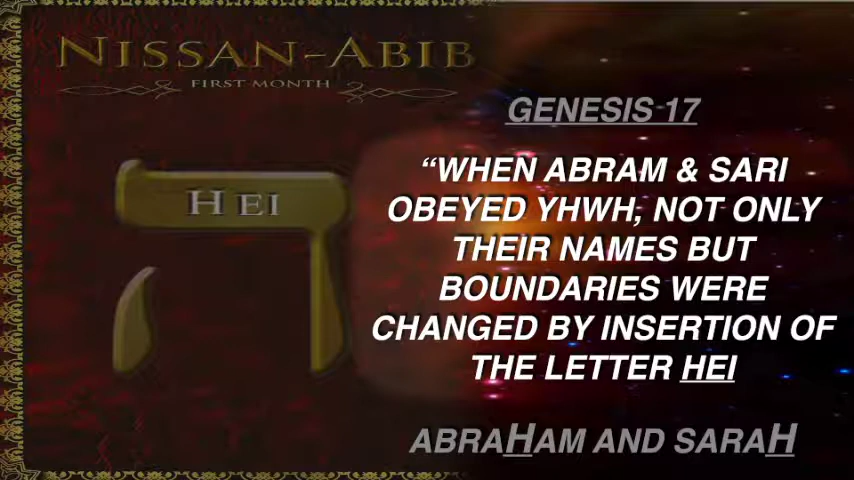 NISSAN-ABIB
FIRST MONTH
ה
HEI
GENESIS 17
“WHEN ABRAM & SARI
OBEYED YHWH, NOT ONLY
THEIR NAMES BUT
BOUNDARIES WERE
CHANGED BY INSERTION OF
THE LETTER HEI
ABRAHAM AND SARAH